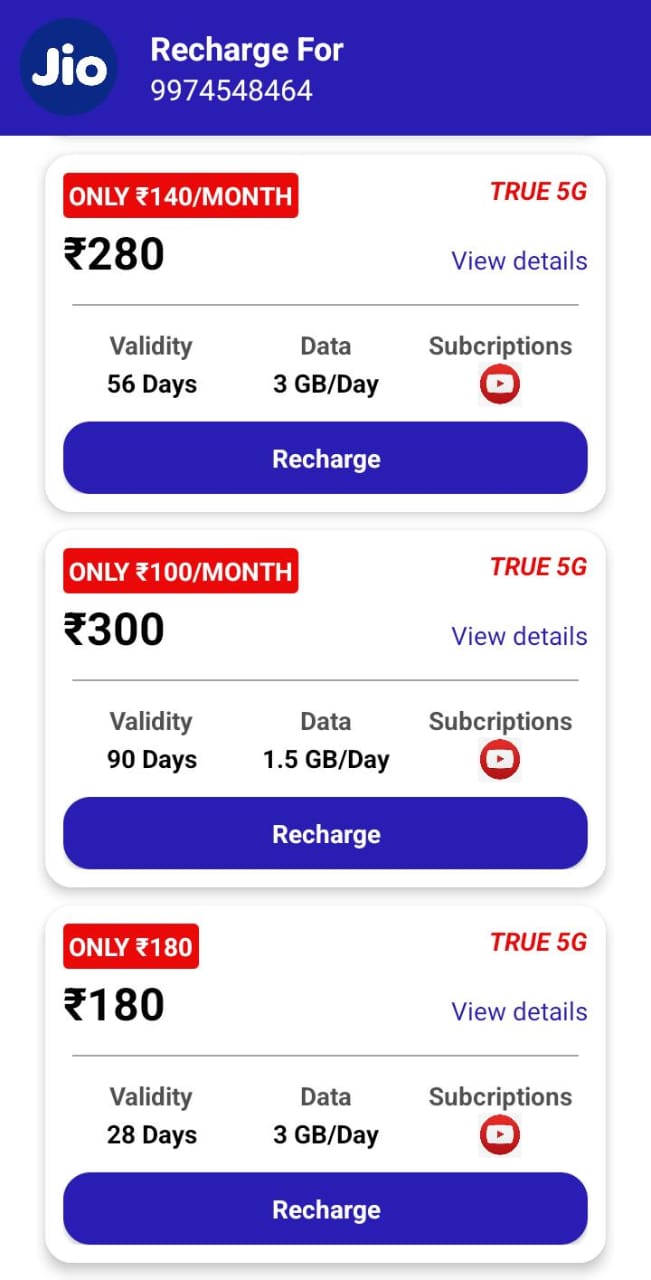 Jio
Recharge For
9974548464
ONLY ₹140/MONTH
TRUE 5G
₹280
View details
Validity Data Subcriptions
56 Days 3 GB/Day
Recharge
ONLY ₹100/MONTH
TRUE 5G
₹300
View details
Validity Data Subcriptions
90 Days 1.5 GB/Day
Recharge
ONLY ₹180
TRUE 5G
₹180
View details
Validity Data Subcriptions
28 Days 3 GB/Day
Recharge